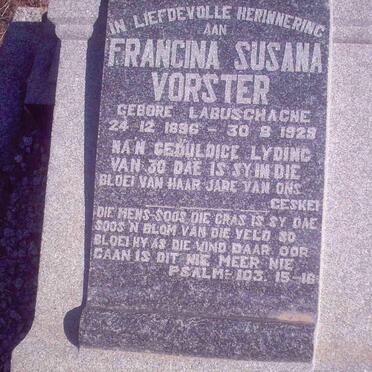 IN LIEFDEVOLLE HERINNERING
AAN
FRANCINA SUSANA
VORSTER
GEBORE LABUSCHAGNE
24·12·1896 - 30·8·1929
NA'N GEDULDIGE LYDING
VAN 30 DAE IS SY IN DIE
BLOEI VAN HAAR JARE VAN ONS
GESKEI
DIE MENS-SOOS DIE GRAS IS SY DAE
SOOS'N BLOM VAN DIE VELD SO
BLOEI HY AS DIE WIND DAAR OOR
GAAN IS DIT NIE MEER NIE
PSALM: 103. 15-16